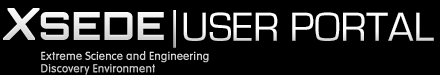 XSEDE|USER PORTAL
Extreme Science and Engineering
Discovery Environment